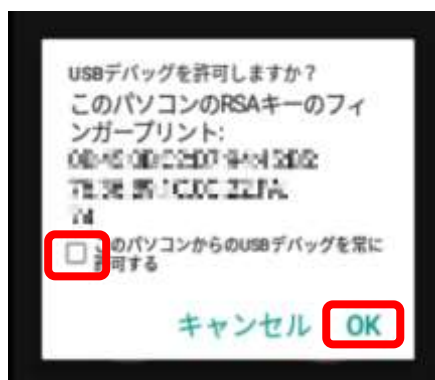 USBデバッグを許可しますか？
このパソコンのRSAキーのフィ
ンガープリント:
のパソコンからのUSBデバッグを常に
可する
キャンセル OK